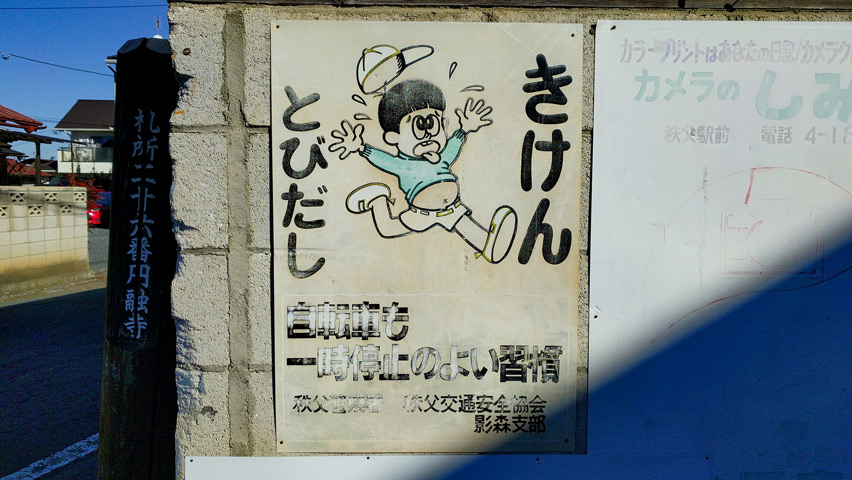 札所二十六番円融寺
きけん
とびだし
自転車も
一時停止のよい習慣
秩父警察署 秩父交通安全協会
影森支部
カラープリントはあなたの日記/カメラ
カメラの しみ
秩父駅前 電話 4-18